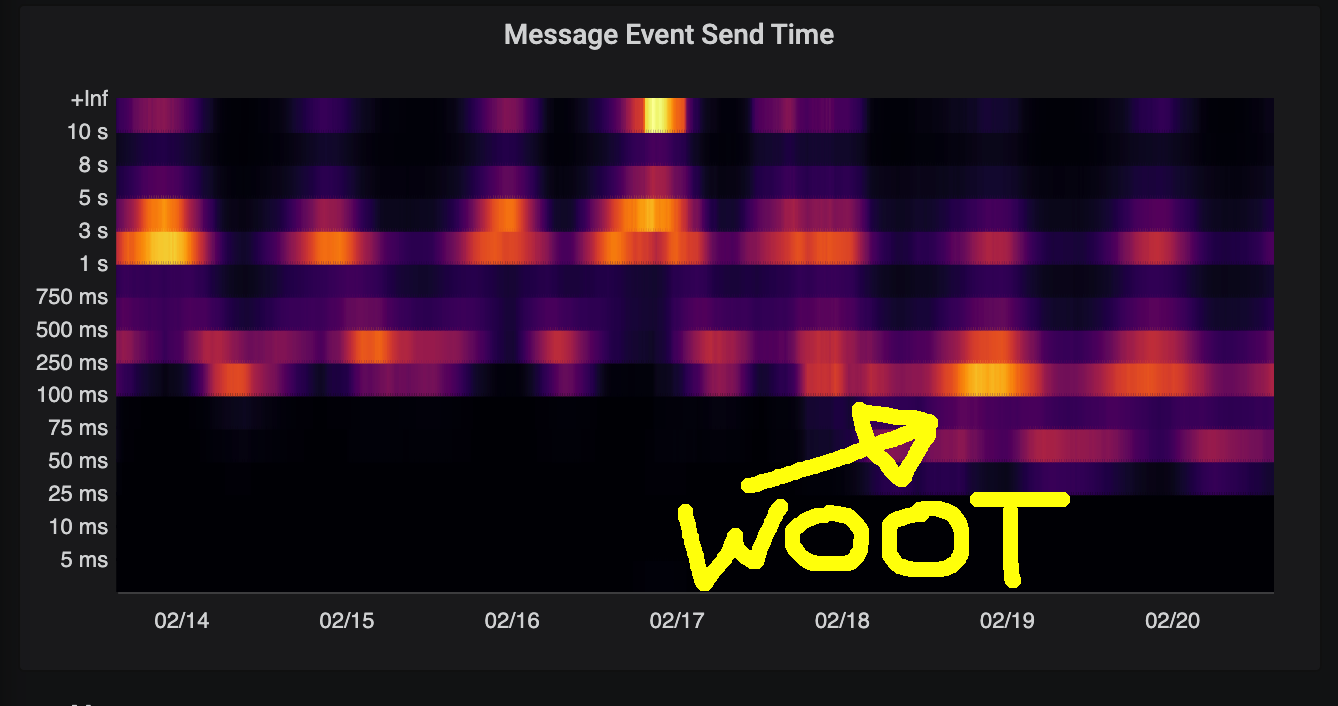 Message Event Send Time
+Inf
10 s
8 s
5 s
3 s
1 s
750 ms
500 ms
250 ms
100 ms
75 ms
50 ms
25 ms
10 ms
5 ms
WOOT
02/14 02/15 02/16 02/17 02/18 02/19 02/20